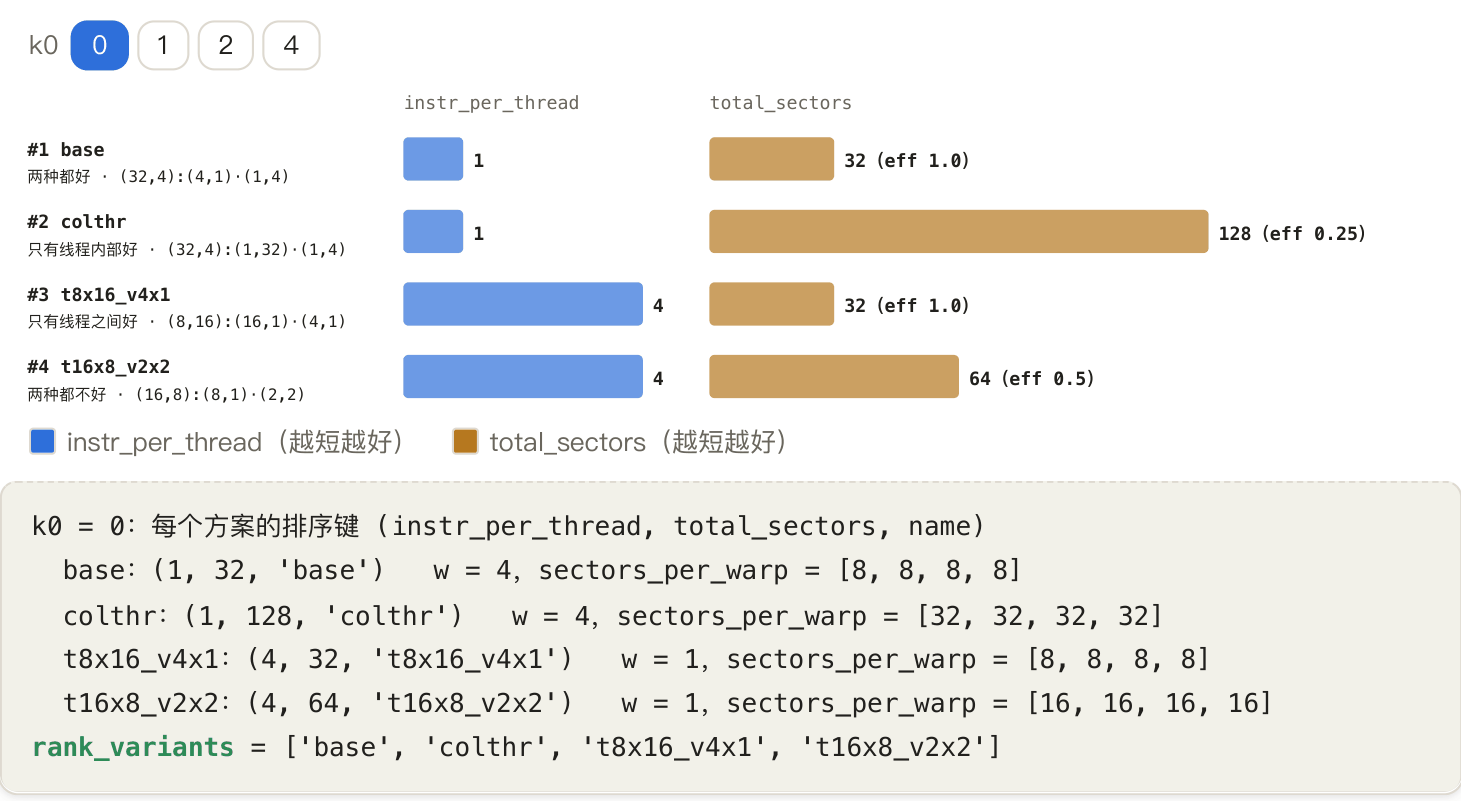 k0 0 1 2 4
instr_per_thread total_sectors
#1 base
两种都好 · (32,4):(4,1)·(1,4)
1
32 (eff 1.0)
#2 colthr
只有线程内部好 · (32,4):(1,32)·(1,4)
1
128 (eff 0.25)
#3 t8x16_v4x1
只有线程之间好 · (8,16):(16,1)·(4,1)
4
32 (eff 1.0)
#4 t16x8_v2x2
两种都不好 · (16,8):(8,1)·(2,2)
4
64 (eff 0.5)
instr_per_thread（越短越好） total_sectors（越短越好）
k0 = 0：每个方案的排序键 (instr_per_thread, total_sectors, name)
base：(1, 32, 'base') w = 4，sectors_per_warp = [8, 8, 8, 8]
colthr：(1, 128, 'colthr') w = 4，sectors_per_warp = [32, 32, 32, 32]
t8x16_v4x1：(4, 32, 't8x16_v4x1') w = 1，sectors_per_warp = [8, 8, 8, 8]
t16x8_v2x2：(4, 64, 't16x8_v2x2') w = 1，sectors_per_warp = [16, 16, 16, 16]
rank_variants = ['base', 'colthr', 't8x16_v4x1', 't16x8_v2x2']